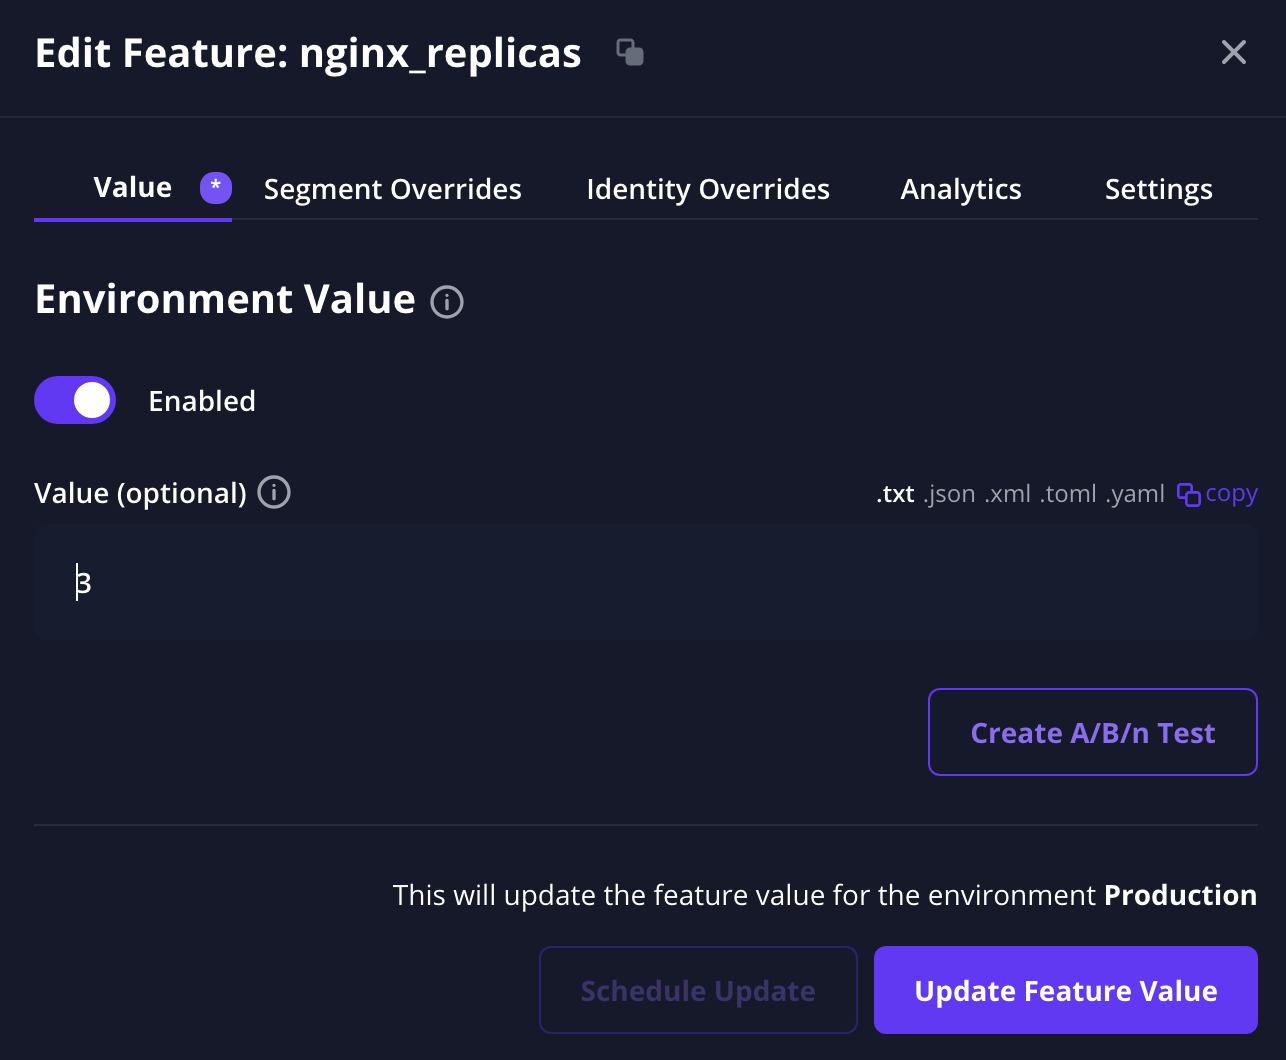 Edit Feature: nginx_replicas
Value * Segment Overrides Identity Overrides Analytics Settings
Environment Value
Enabled
Value (optional) .txt .json .xml .toml .yaml copy
3
Create A/B/n Test
This will update the feature value for the environment Production
Schedule Update Update Feature Value